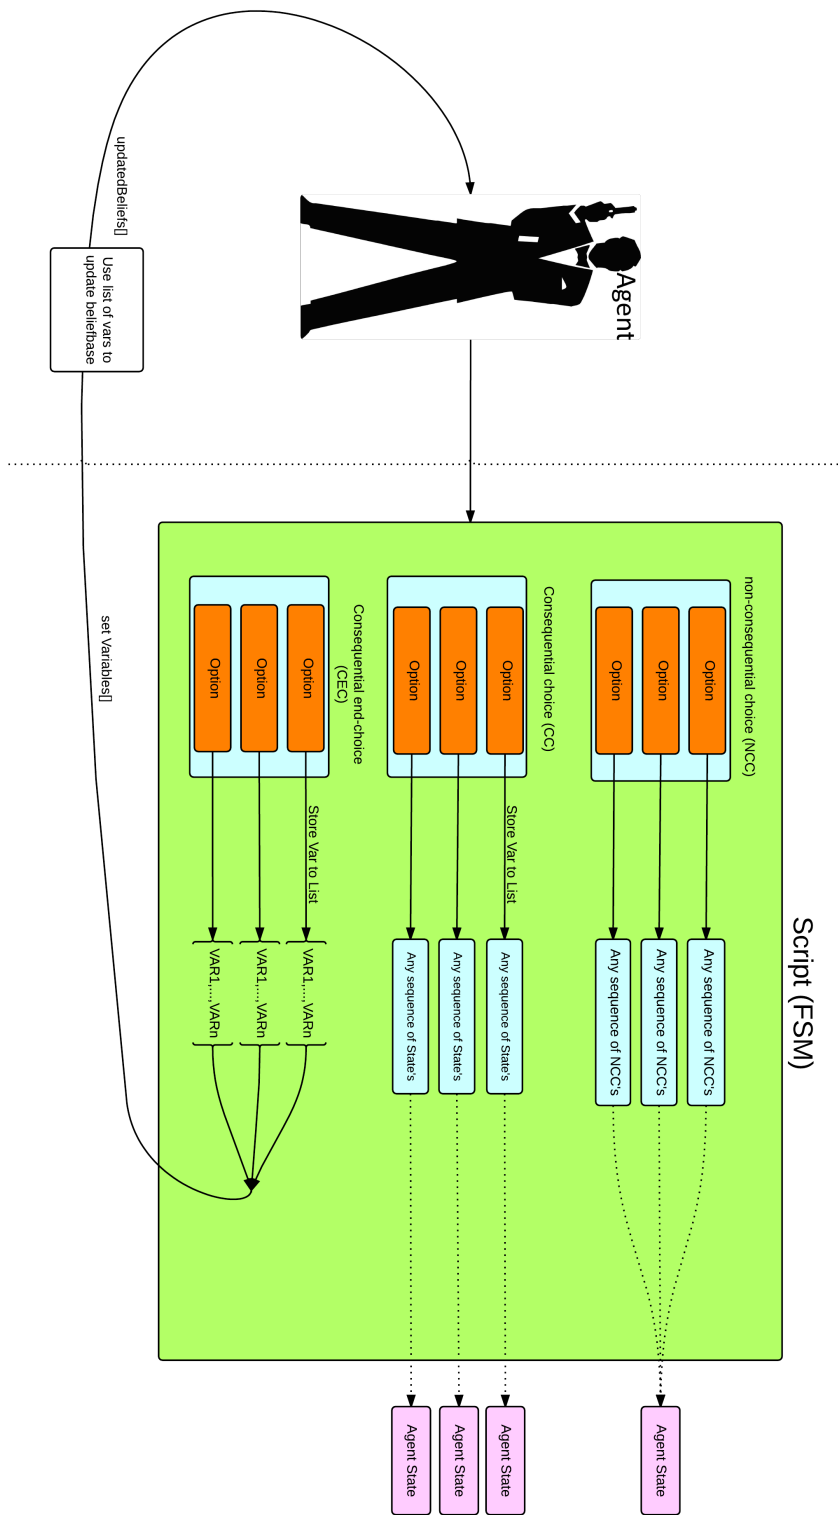 Agent
Script (FSM)
non-consequential choice (NCC)
Option
Option
Option
Any sequence of NCC's
Any sequence of NCC's
Any sequence of NCC's
Agent State
Consequential choice (CC)
Option
Option
Option
Store Var to List
Any sequence of State's
Any sequence of State's
Any sequence of State's
Agent State
Agent State
Agent State
Consequential end-choice
(CEC)
Option
Option
Option
Store Var to List
VAR1,...,VARn
VAR1,...,VARn
VAR1,...,VARn
set Variables[]
Use list of vars to
update beliefbase
updatedBeliefs[]